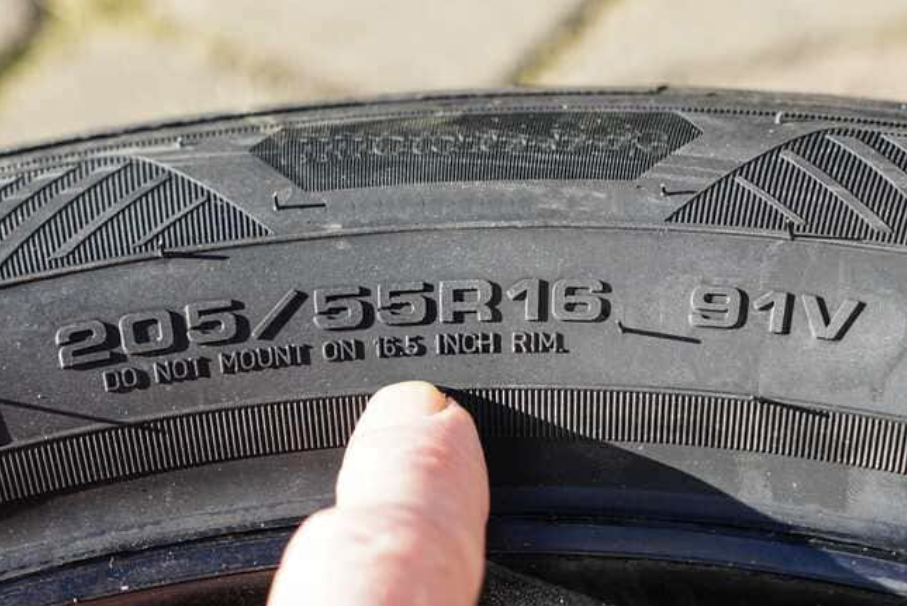 205/55R16 91V
DO NOT MOUNT ON 16.5 INCH RIM.